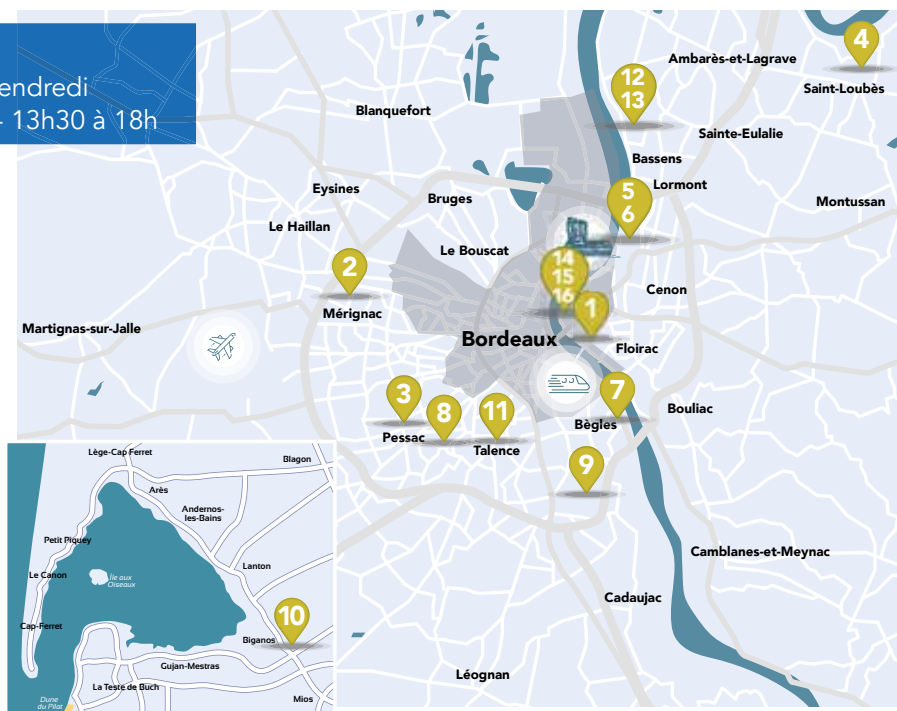 endredi
- 13h30 à 18h
4
Ambarès-et-Lagrave
12
13
Saint-Loubès
Blanquefort
Sainte-Eulalie
Bassens
Eysines
Lormont
5
6
Bruges
Montussan
Le Haillan
Le Bouscat
2
14
15
16
Cenon
1
Mérignac
Martignas-sur-Jalle
Bordeaux
Floirac
3
8
11
7
Bouliac
Bègles
Pessac
Talence
9
Lège-Cap Ferret
Blagon
Arès
Andernos-
les-Bains
Petit Piquey
Camblanes-et-Meynac
Lanton
Le Canon
Île aux
Oiseaux
Cadaujac
10
Cap-Ferret
Biganos
Gujan-Mestras
Léognan
La Teste de Buch
Mios
Dune
du Pilat